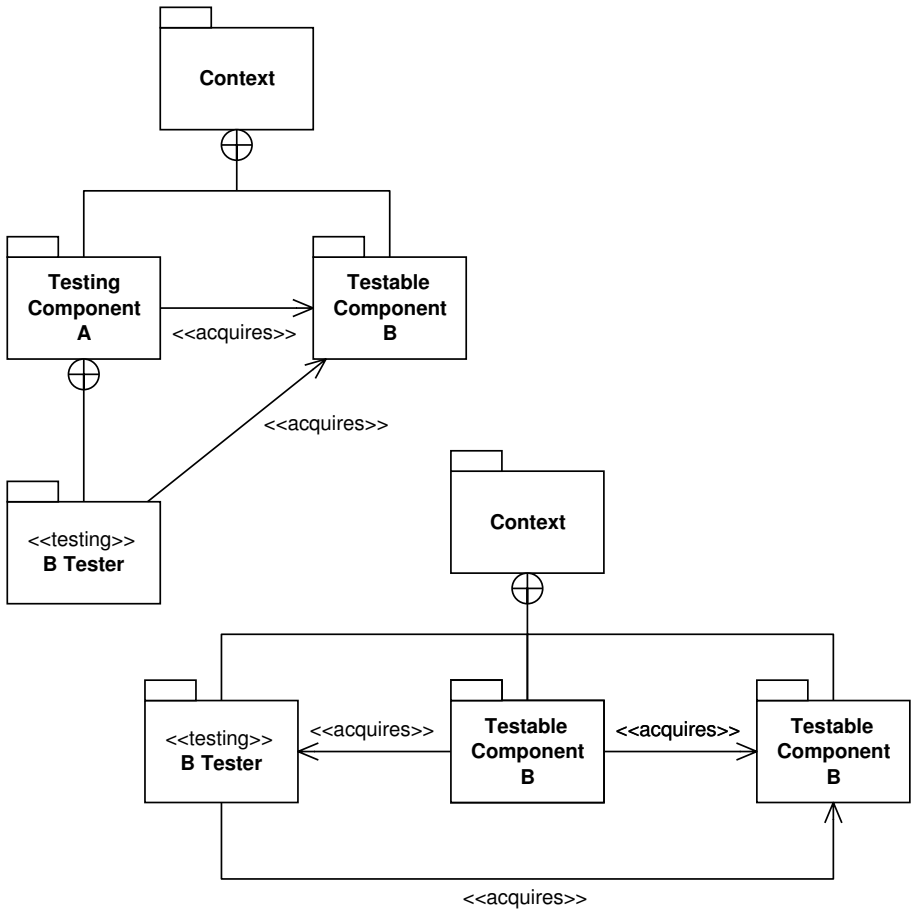 Context
Testing
Component
A
<<acquires>>
Testable
Component
B
<<acquires>>
<<testing>>
B Tester
Context
<<testing>>
B Tester
<<acquires>>
Testable
Component
B
<<acquires>>
Testable
Component
B
<<acquires>>